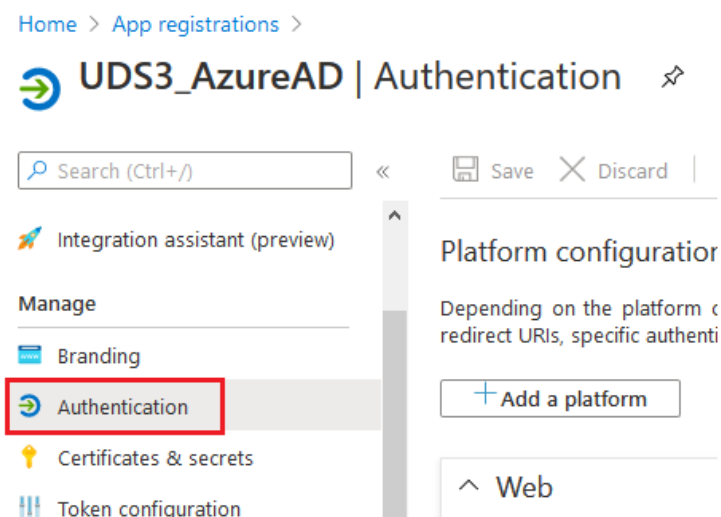 Home > App registrations >
UDS3_AzureAD | Authentication
Search (Ctrl+/)
«
Save
Discard
Integration assistant (preview)
Manage
Branding
Authentication
Certificates & secrets
Token configuration
Platform configuration
Depending on the platform
redirect URIs, specific authenti
+ Add a platform
Web